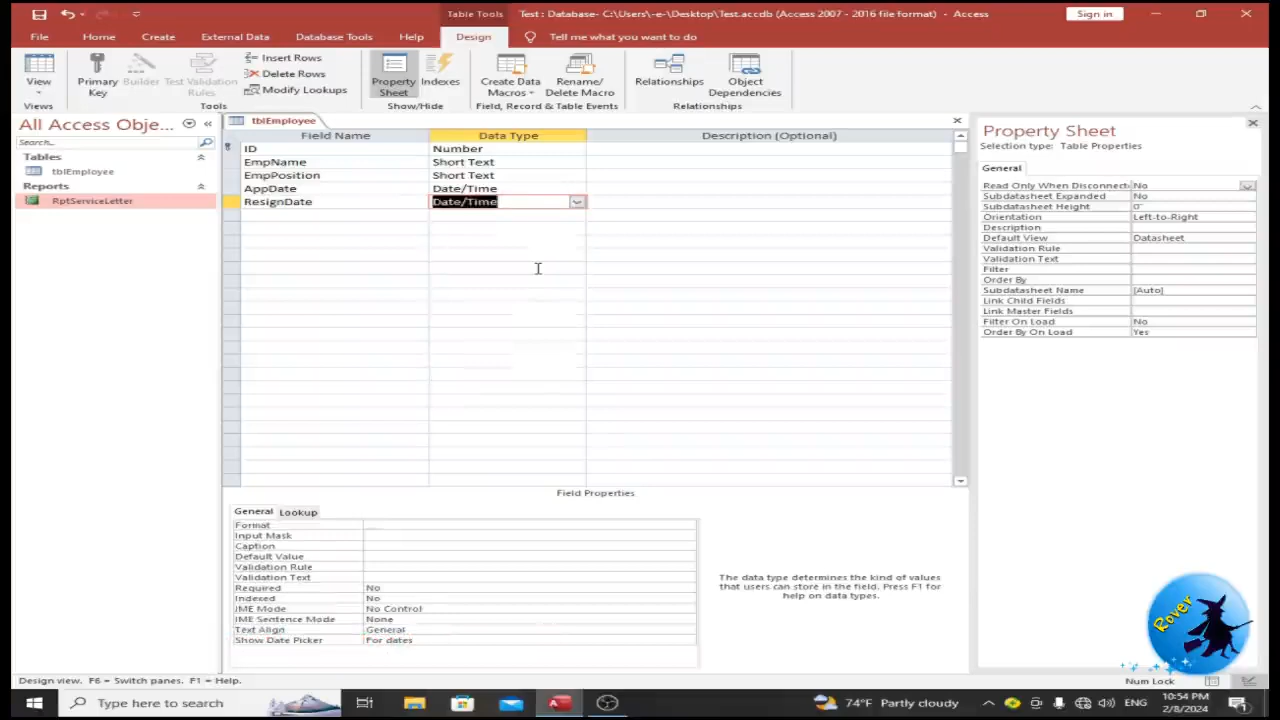 Table Tools
Test : Database- C:\Users\-e-\Desktop\Test.accdb (Access 2007 - 2016 file format) - Access
Sign in
File Home Create External Data Database Tools Help Design Tell me what you want to do
View
Views
Primary Key
Builder
Test Validation Rules
Insert Rows
Delete Rows
Modify Lookups
Tools
Property Sheet
Indexes
Show/Hide
Create Data Macros
Rename/ Delete Macro
Field, Record & Table Events
Relationships
Object Dependencies
Relationships
All Access Obje...
Search...
Tables
tblEmployee
Reports
RptServiceLetter
tblEmployee
Field Name Data Type Description (Optional)
ID Number
EmpName Short Text
EmpPosition Short Text
AppDate Date/Time
ResignDate Date/Time
Field Properties
General Lookup
Format
Input Mask
Caption
Default Value
Validation Rule
Validation Text
Required No
Indexed No
IME Mode No Control
IME Sentence Mode None
Text Align General
Show Date Picker For dates
The data type determines the kind of values
that users can store in the field. Press F1 for
help on data types.
Property Sheet
Selection type: Table Properties
General
Read Only When Disconnect No
Subdatasheet Expanded No
Subdatasheet Height 0"
Orientation Left-to-Right
Description
Default View Datasheet
Validation Rule
Validation Text
Filter
Order By
Subdatasheet Name [Auto]
Link Child Fields
Link Master Fields
Filter On Load No
Order By On Load Yes
Rover
Design view. F6 = Switch panes. F1 = Help.
Num Lock
Type here to search
74°F Partly cloudy
ENG
10:54 PM
2/8/2024